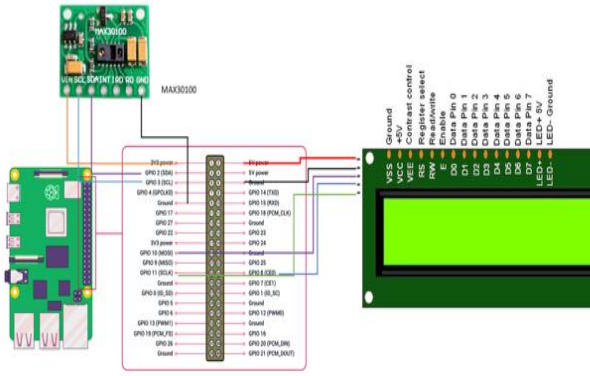 MAX30100
VIN SCL SDA INT IRD RD GND
MAX30100
3V3 power
GPIO 2 (SDA)
GPIO 3 (SCL)
GPIO 4 (GPCLK0)
Ground
GPIO 17
GPIO 27
GPIO 22
3V3 power
GPIO 10 (MOSI)
GPIO 9 (MISO)
GPIO 11 (SCLK)
Ground
GPIO 0 (ID_SD)
GPIO 5
GPIO 6
GPIO 13 (PWM1)
GPIO 19 (PCM_FS)
GPIO 26
Ground
5V power
5V power
Ground
GPIO 14 (TXD)
GPIO 15 (RXD)
GPIO 18 (PCM_CLK)
Ground
GPIO 23
GPIO 24
Ground
GPIO 25
GPIO 8 (CE0)
GPIO 7 (CE1)
GPIO 1 (ID_SC)
Ground
GPIO 12 (PWM0)
Ground
GPIO 16
GPIO 20 (PCM_DIN)
GPIO 21 (PCM_DOUT)
Ground
+5V
Contrast control
Register select
Read/write
Enable
Data Pin 0
Data Pin 1
Data Pin 2
Data Pin 3
Data Pin 4
Data Pin 5
Data Pin 6
Data Pin 7
LED+ 5V
LED- Ground
VSS
VCC
VEE
RS
RW
E
D0
D1
D2
D3
D4
D5
D6
D7
LED+
LED-